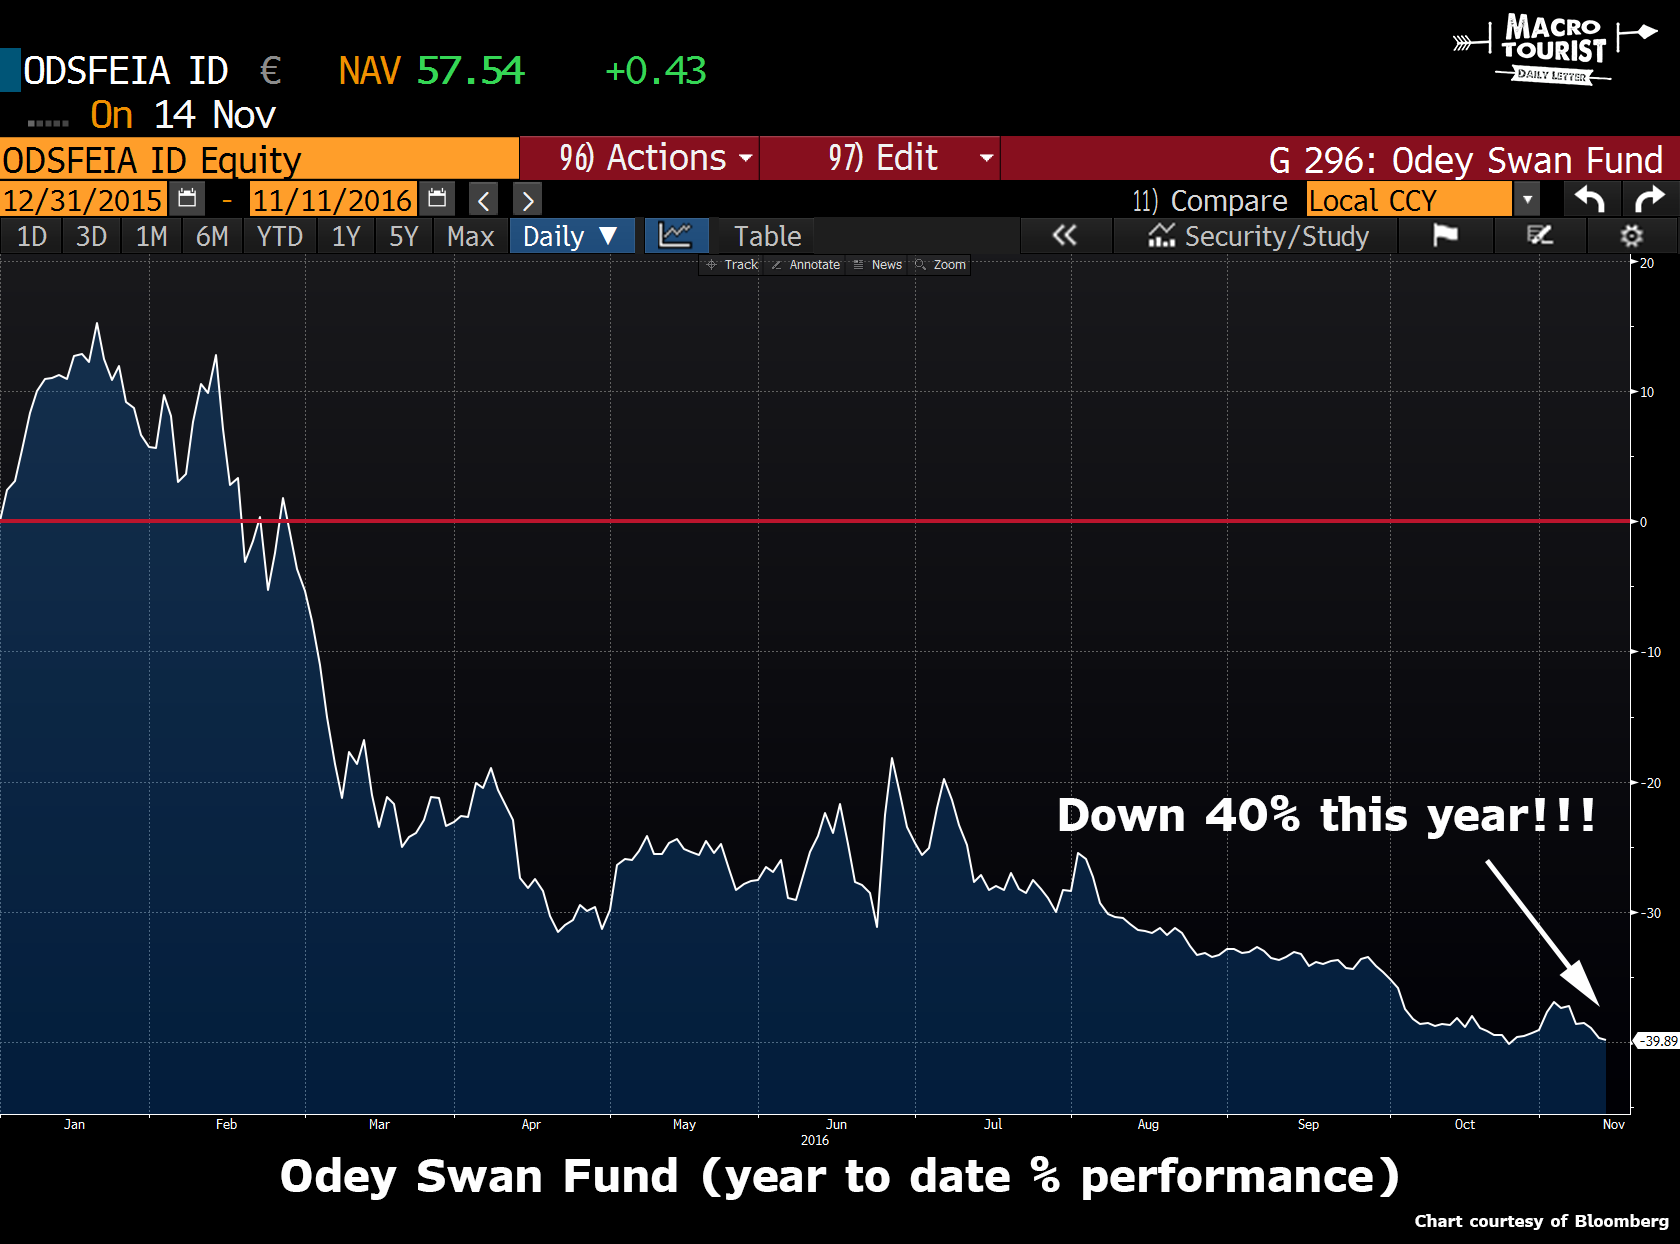 MACRO
TOURIST
DAILY LETTER
ODSFEIA ID € NAV 57.54 +0.43
On 14 Nov
ODSFEIA ID Equity 96) Actions 97) Edit G 296: Odey Swan Fund
12/31/2015 - 11/11/2016 < > 11) Compare Local CCY
1D 3D 1M 6M YTD 1Y 5Y Max Daily ▼ Table « Security/Study
Track Annotate News Zoom
20
10
0
-10
-20
Down 40% this year!!!
-30
-39.89
Jan Feb Mar Apr May Jun Jul Aug Sep Oct Nov
2016
Odey Swan Fund (year to date % performance)
Chart courtesy of Bloomberg